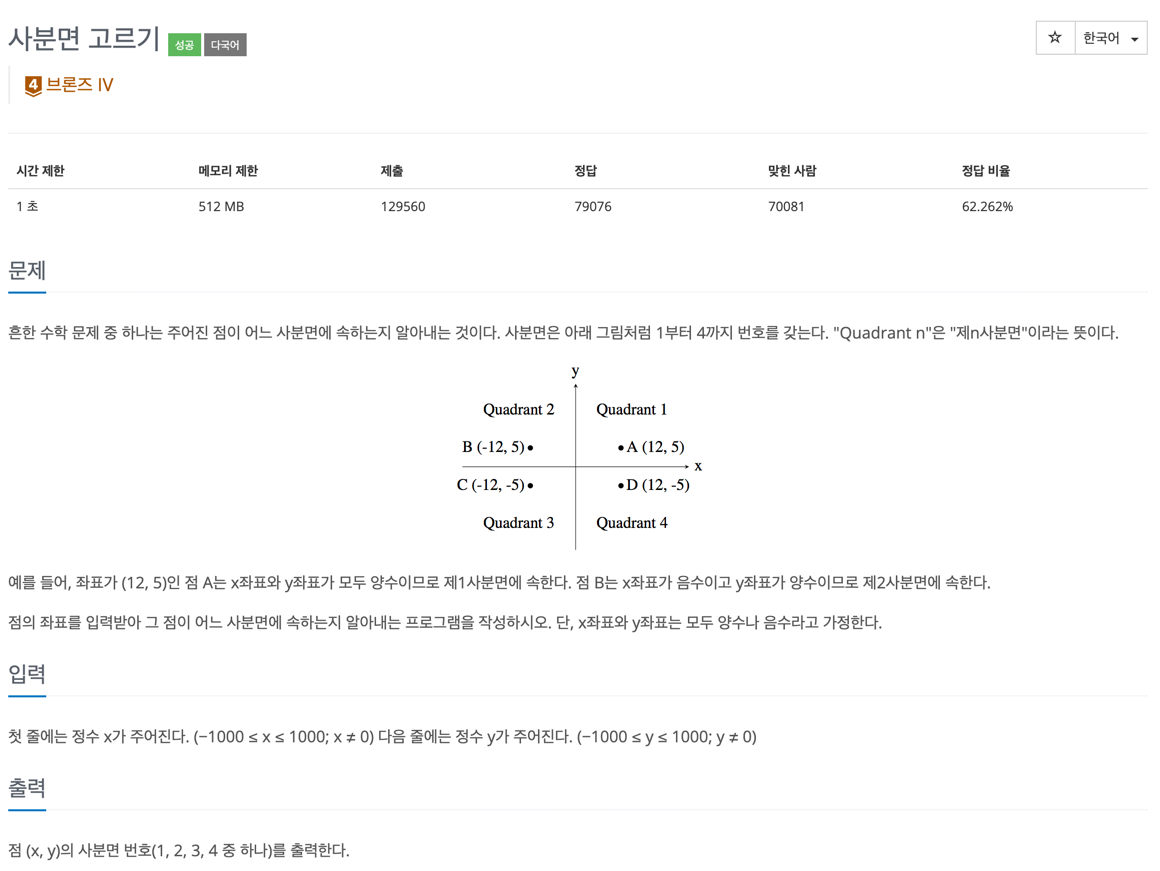 사분면 고르기 성공 다국어
☆ 한국어
4 브론즈 IV
시간 제한 메모리 제한 제출 정답 맞힌 사람 정답 비율
1 초 512 MB 129560 79076 70081 62.262%
문제
흔한 수학 문제 중 하나는 주어진 점이 어느 사분면에 속하는지 알아내는 것이다. 사분면은 아래 그림처럼 1부터 4까지 번호를 갖는다. "Quadrant n"은 "제n사분면"이라는 뜻이다.
y
Quadrant 2 Quadrant 1
B (-12, 5) A (12, 5)
x
C (-12, -5) D (12, -5)
Quadrant 3 Quadrant 4
예를 들어, 좌표가 (12, 5)인 점 A는 x좌표와 y좌표가 모두 양수이므로 제1사분면에 속한다. 점 B는 x좌표가 음수이고 y좌표가 양수이므로 제2사분면에 속한다.
점의 좌표를 입력받아 그 점이 어느 사분면에 속하는지 알아내는 프로그램을 작성하시오. 단, x좌표와 y좌표는 모두 양수나 음수라고 가정한다.
입력
첫 줄에는 정수 x가 주어진다. (−1000 ≤ x ≤ 1000; x ≠ 0) 다음 줄에는 정수 y가 주어진다. (−1000 ≤ y ≤ 1000; y ≠ 0)
출력
점 (x, y)의 사분면 번호(1, 2, 3, 4 중 하나)를 출력한다.